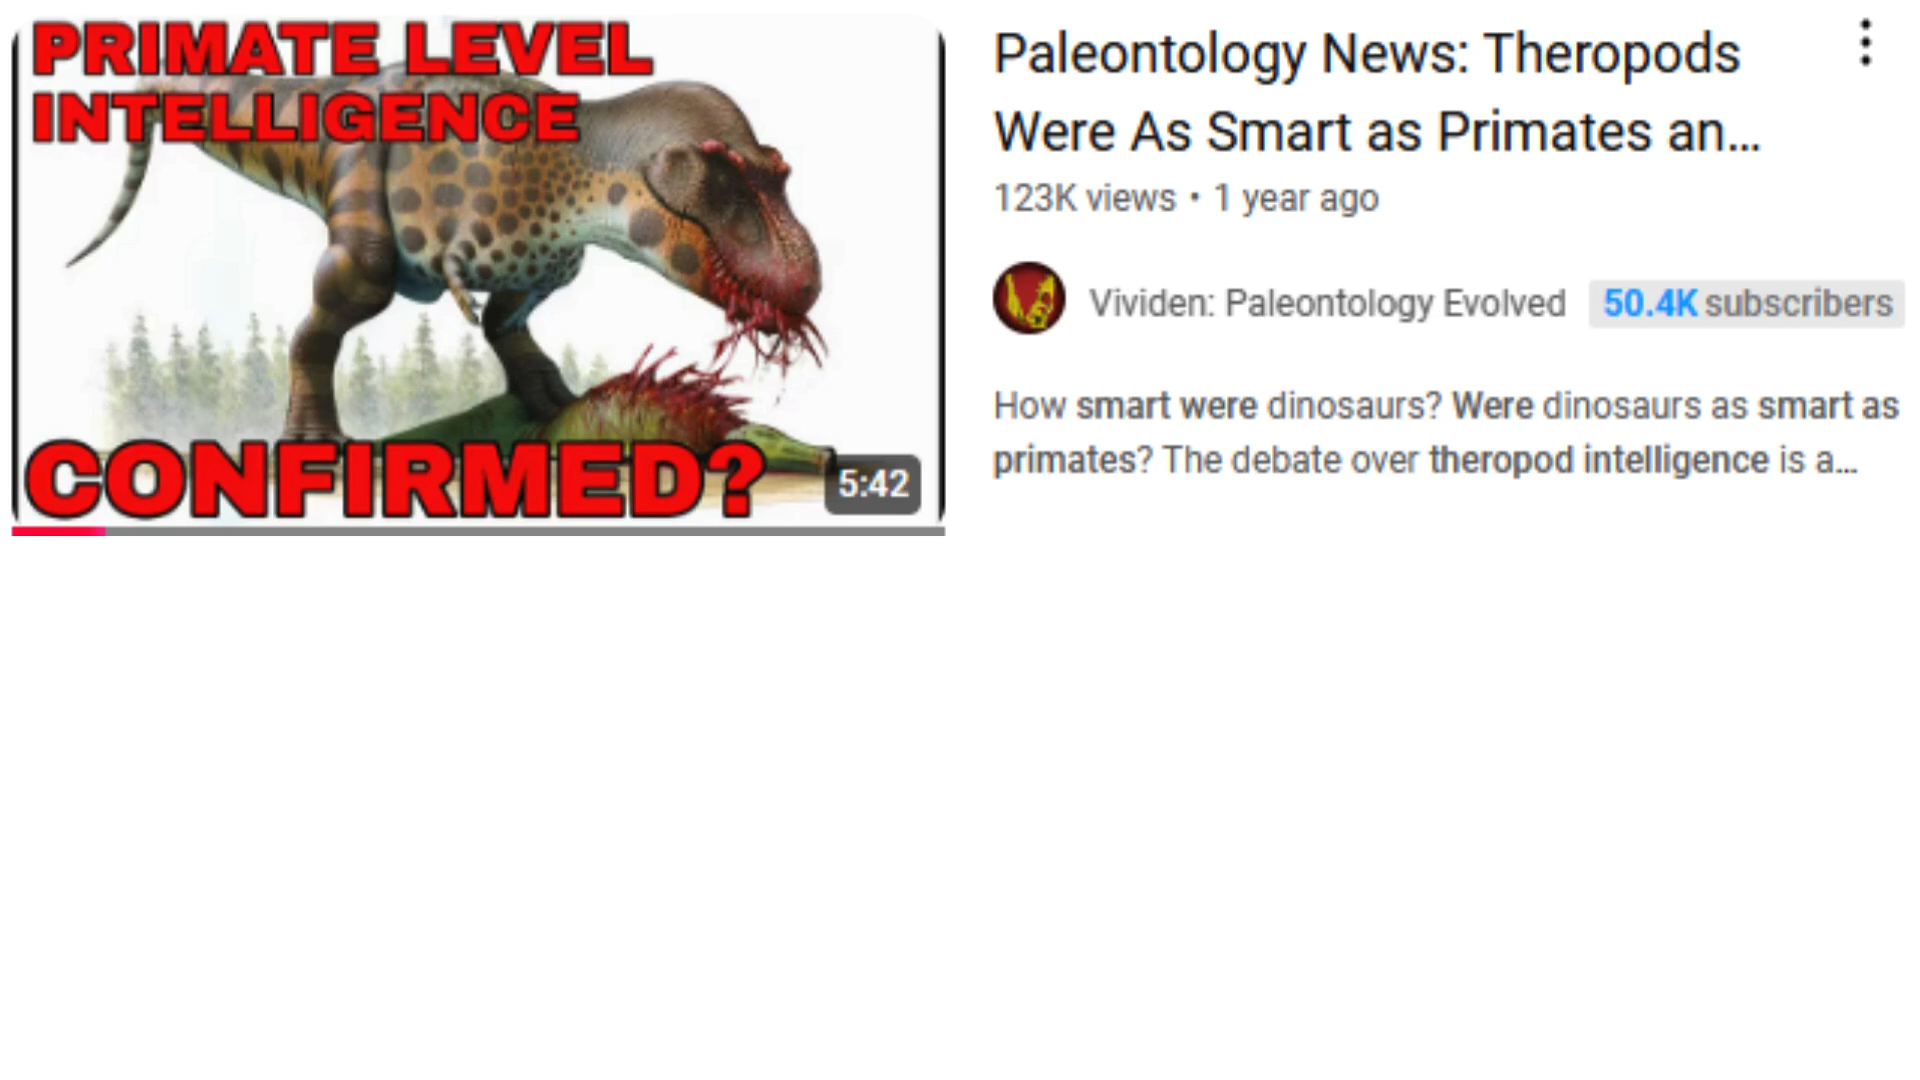 PRIMATE LEVEL
INTELLIGENCE
CONFIRMED?
5:42
Paleontology News: Theropods
Were As Smart as Primates an...
123K views • 1 year ago
Vividen: Paleontology Evolved 50.4K subscribers
How smart were dinosaurs? Were dinosaurs as smart as
primates? The debate over theropod intelligence is a...